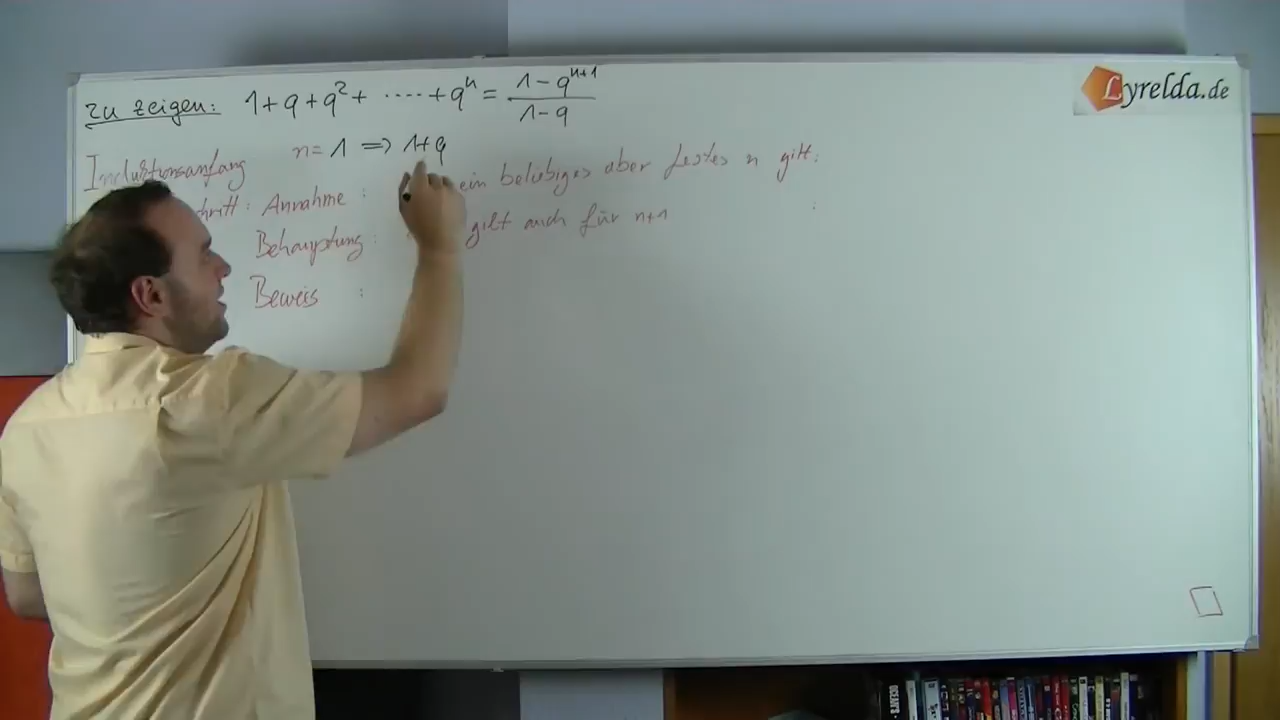 zu zeigen: 1+q+q²+ ....+qⁿ = (1-qⁿ⁺¹)/(1-q)
Lyrelda.de
n=1 ⇒ 1+q
Induktionsanfang
Annahme : ein beliebiges aber festes n gilt:
Behauptung: gilt auch für n+1 :
Beweis :